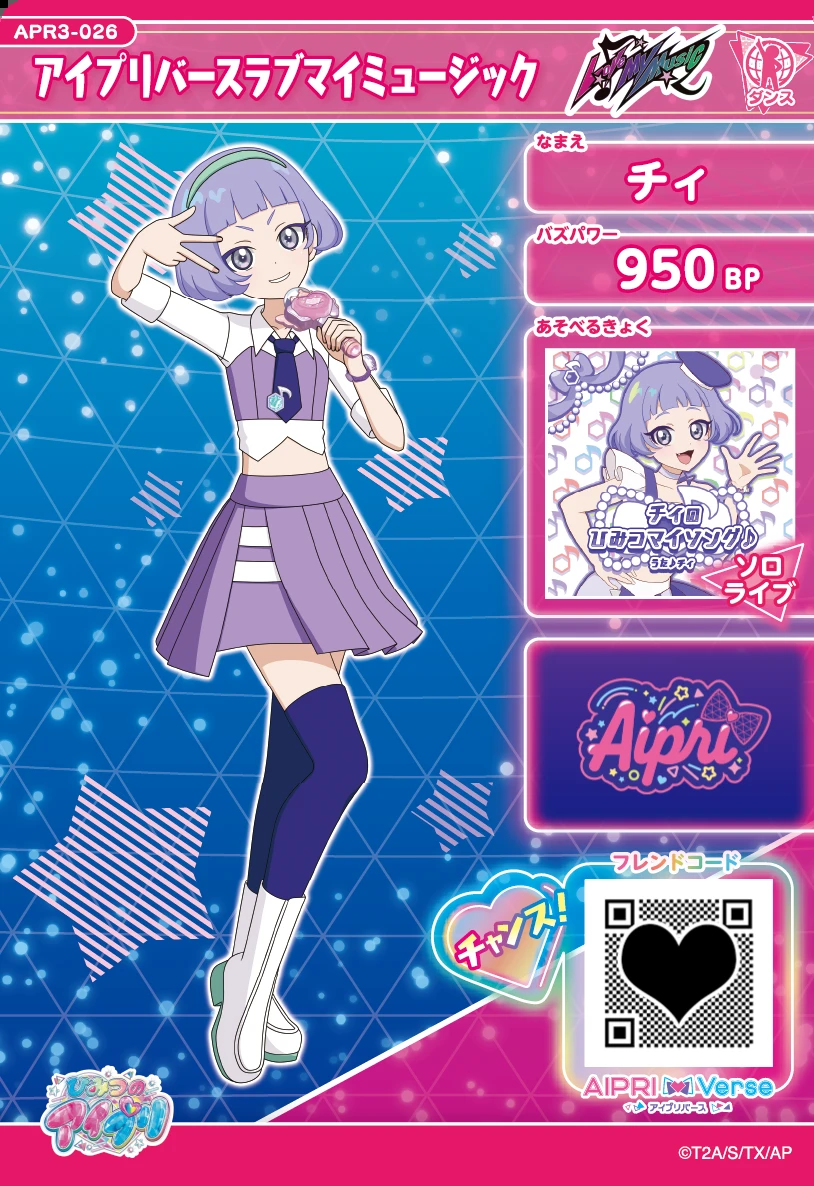 APR3-026
アイプリバースラブマイミュージック
Love My Music
ダンス
なまえ
チィ
バズパワー
950 BP
あそべるきょく
チィの
ひみつマイソング♪
うた♪チィ
ソロ
ライブ
Aipri
フレンドコード
チャンス!
AIPRI Verse
アイプリバース
ひみつの
アイプリ
©T2A/S/TX/AP